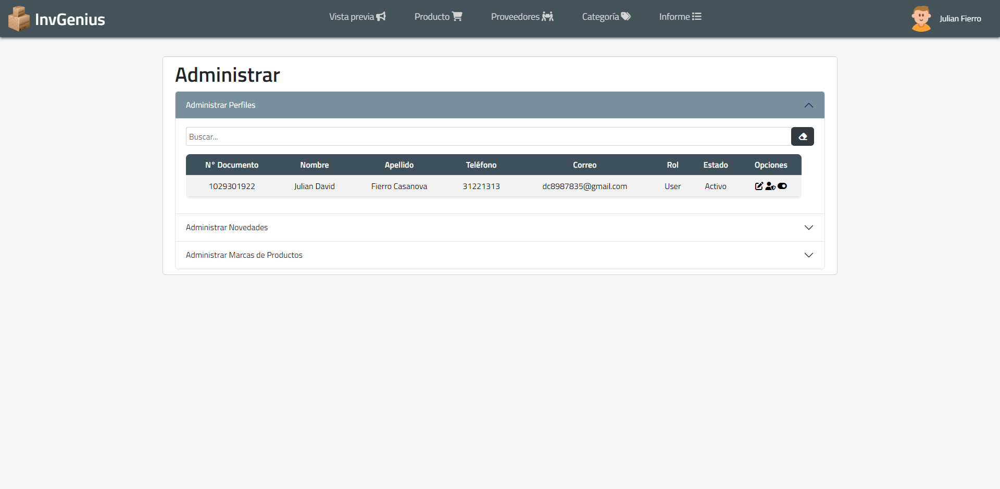 InvGenius
Vista previa
Producto
Proveedores
Categoría
Informe
Julian Fierro
Administrar
Administrar Perfiles
Buscar...
N° Documento Nombre Apellido Teléfono Correo Rol Estado Opciones
1029301922 Julian David Fierro Casanova 31221313 dc8987835@gmail.com User Activo
Administrar Novedades
Administrar Marcas de Productos